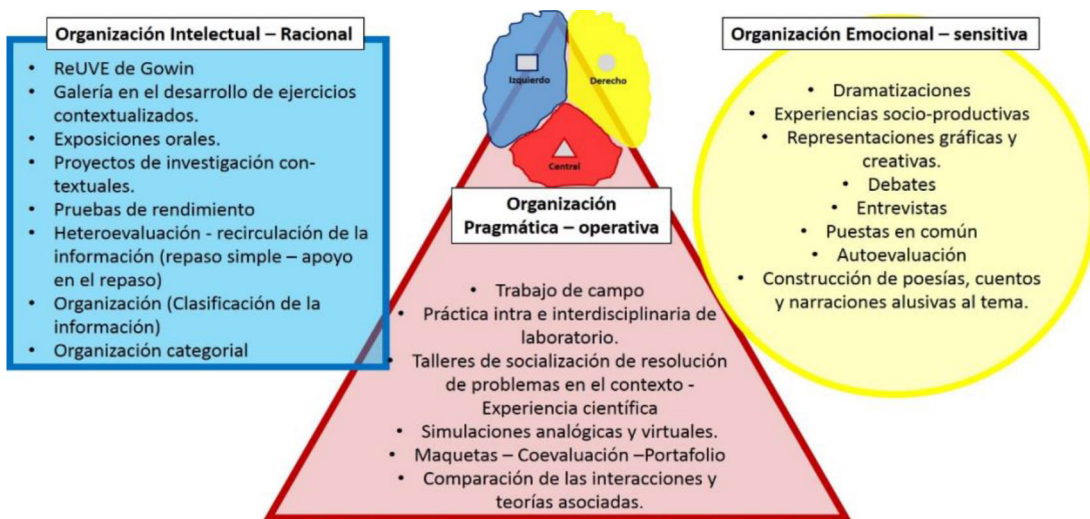 Organización Intelectual – Racional
• ReUVE de Gowin
• Galería en el desarrollo de ejercicios
contextualizados.
• Exposiciones orales.
• Proyectos de investigación con-
textuales.
• Pruebas de rendimiento
• Heteroevaluación - recirculación de la
información (repaso simple – apoyo
en el repaso)
• Organización (Clasificación de la
información)
• Organización categorial
Izquierdo
Derecho
Central
Organización
Pragmática – operativa
• Trabajo de campo
• Práctica intra e interdisciplinaria de
laboratorio.
• Talleres de socialización de resolución
de problemas en el contexto -
Experiencia científica
• Simulaciones analógicas y virtuales.
• Maquetas – Coevaluación –Portafolio
• Comparación de las interacciones y
teorías asociadas.
Organización Emocional – sensitiva
• Dramatizaciones
• Experiencias socio-productivas
• Representaciones gráficas y
creativas.
• Debates
• Entrevistas
• Puestas en común
• Autoevaluación
• Construcción de poesías, cuentos
y narraciones alusivas al tema.